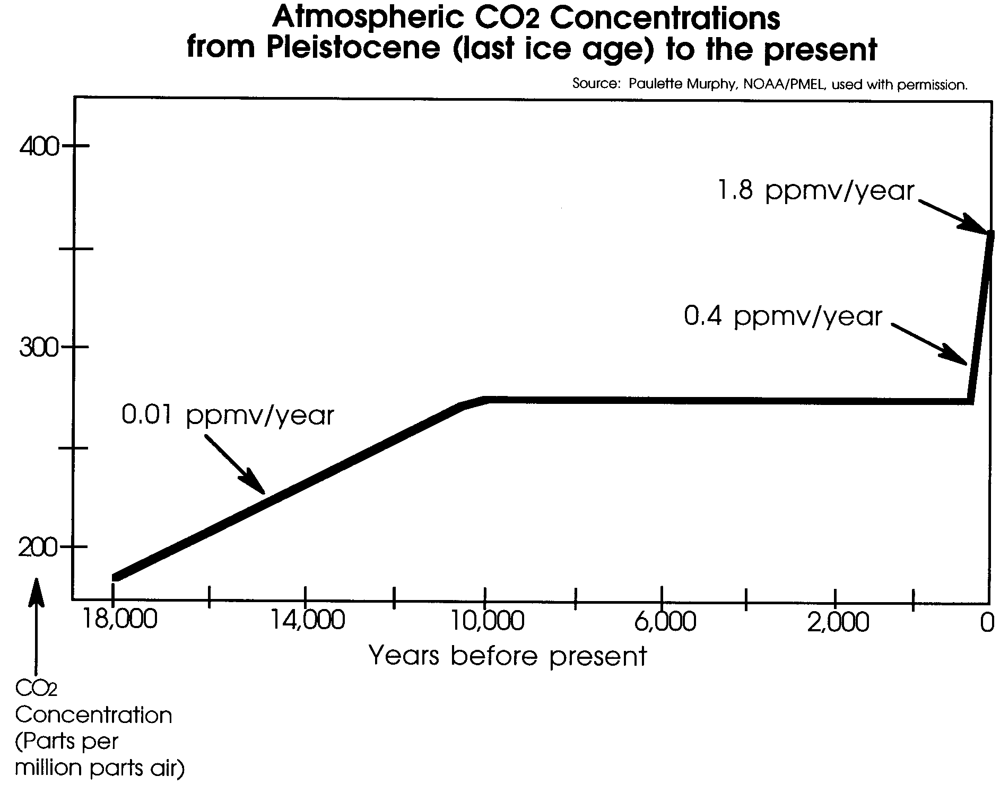 Atmospheric CO2 Concentrations
from Pleistocene (last ice age) to the present
Source: Paulette Murphy, NOAA/PMEL, used with permission.
400
1.8 ppmv/year
0.4 ppmv/year
300
0.01 ppmv/year
200
18,000 14,000 10,000 6,000 2,000 0
Years before present
CO2
Concentration
(Parts per
million parts air)